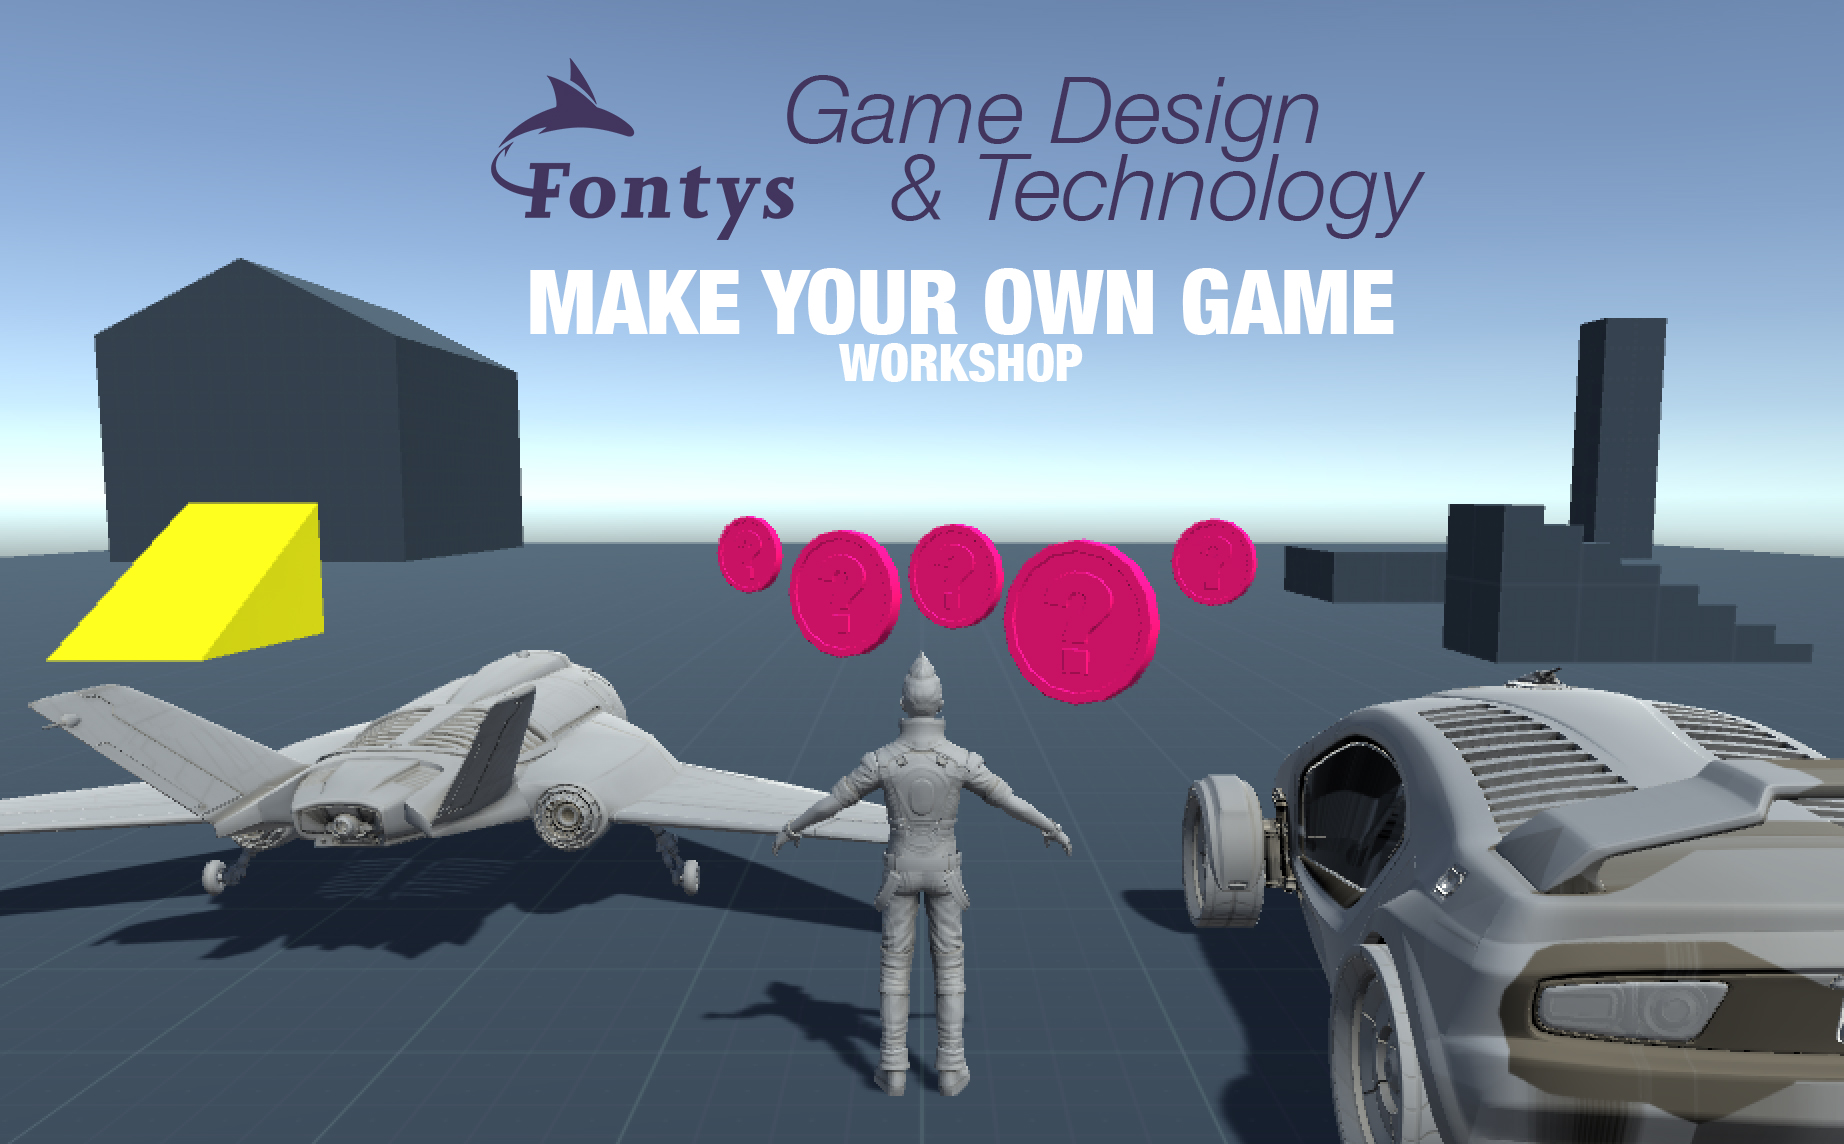 Fontys
Game Design
& Technology
MAKE YOUR OWN GAME
WORKSHOP
?
?
?
?
?